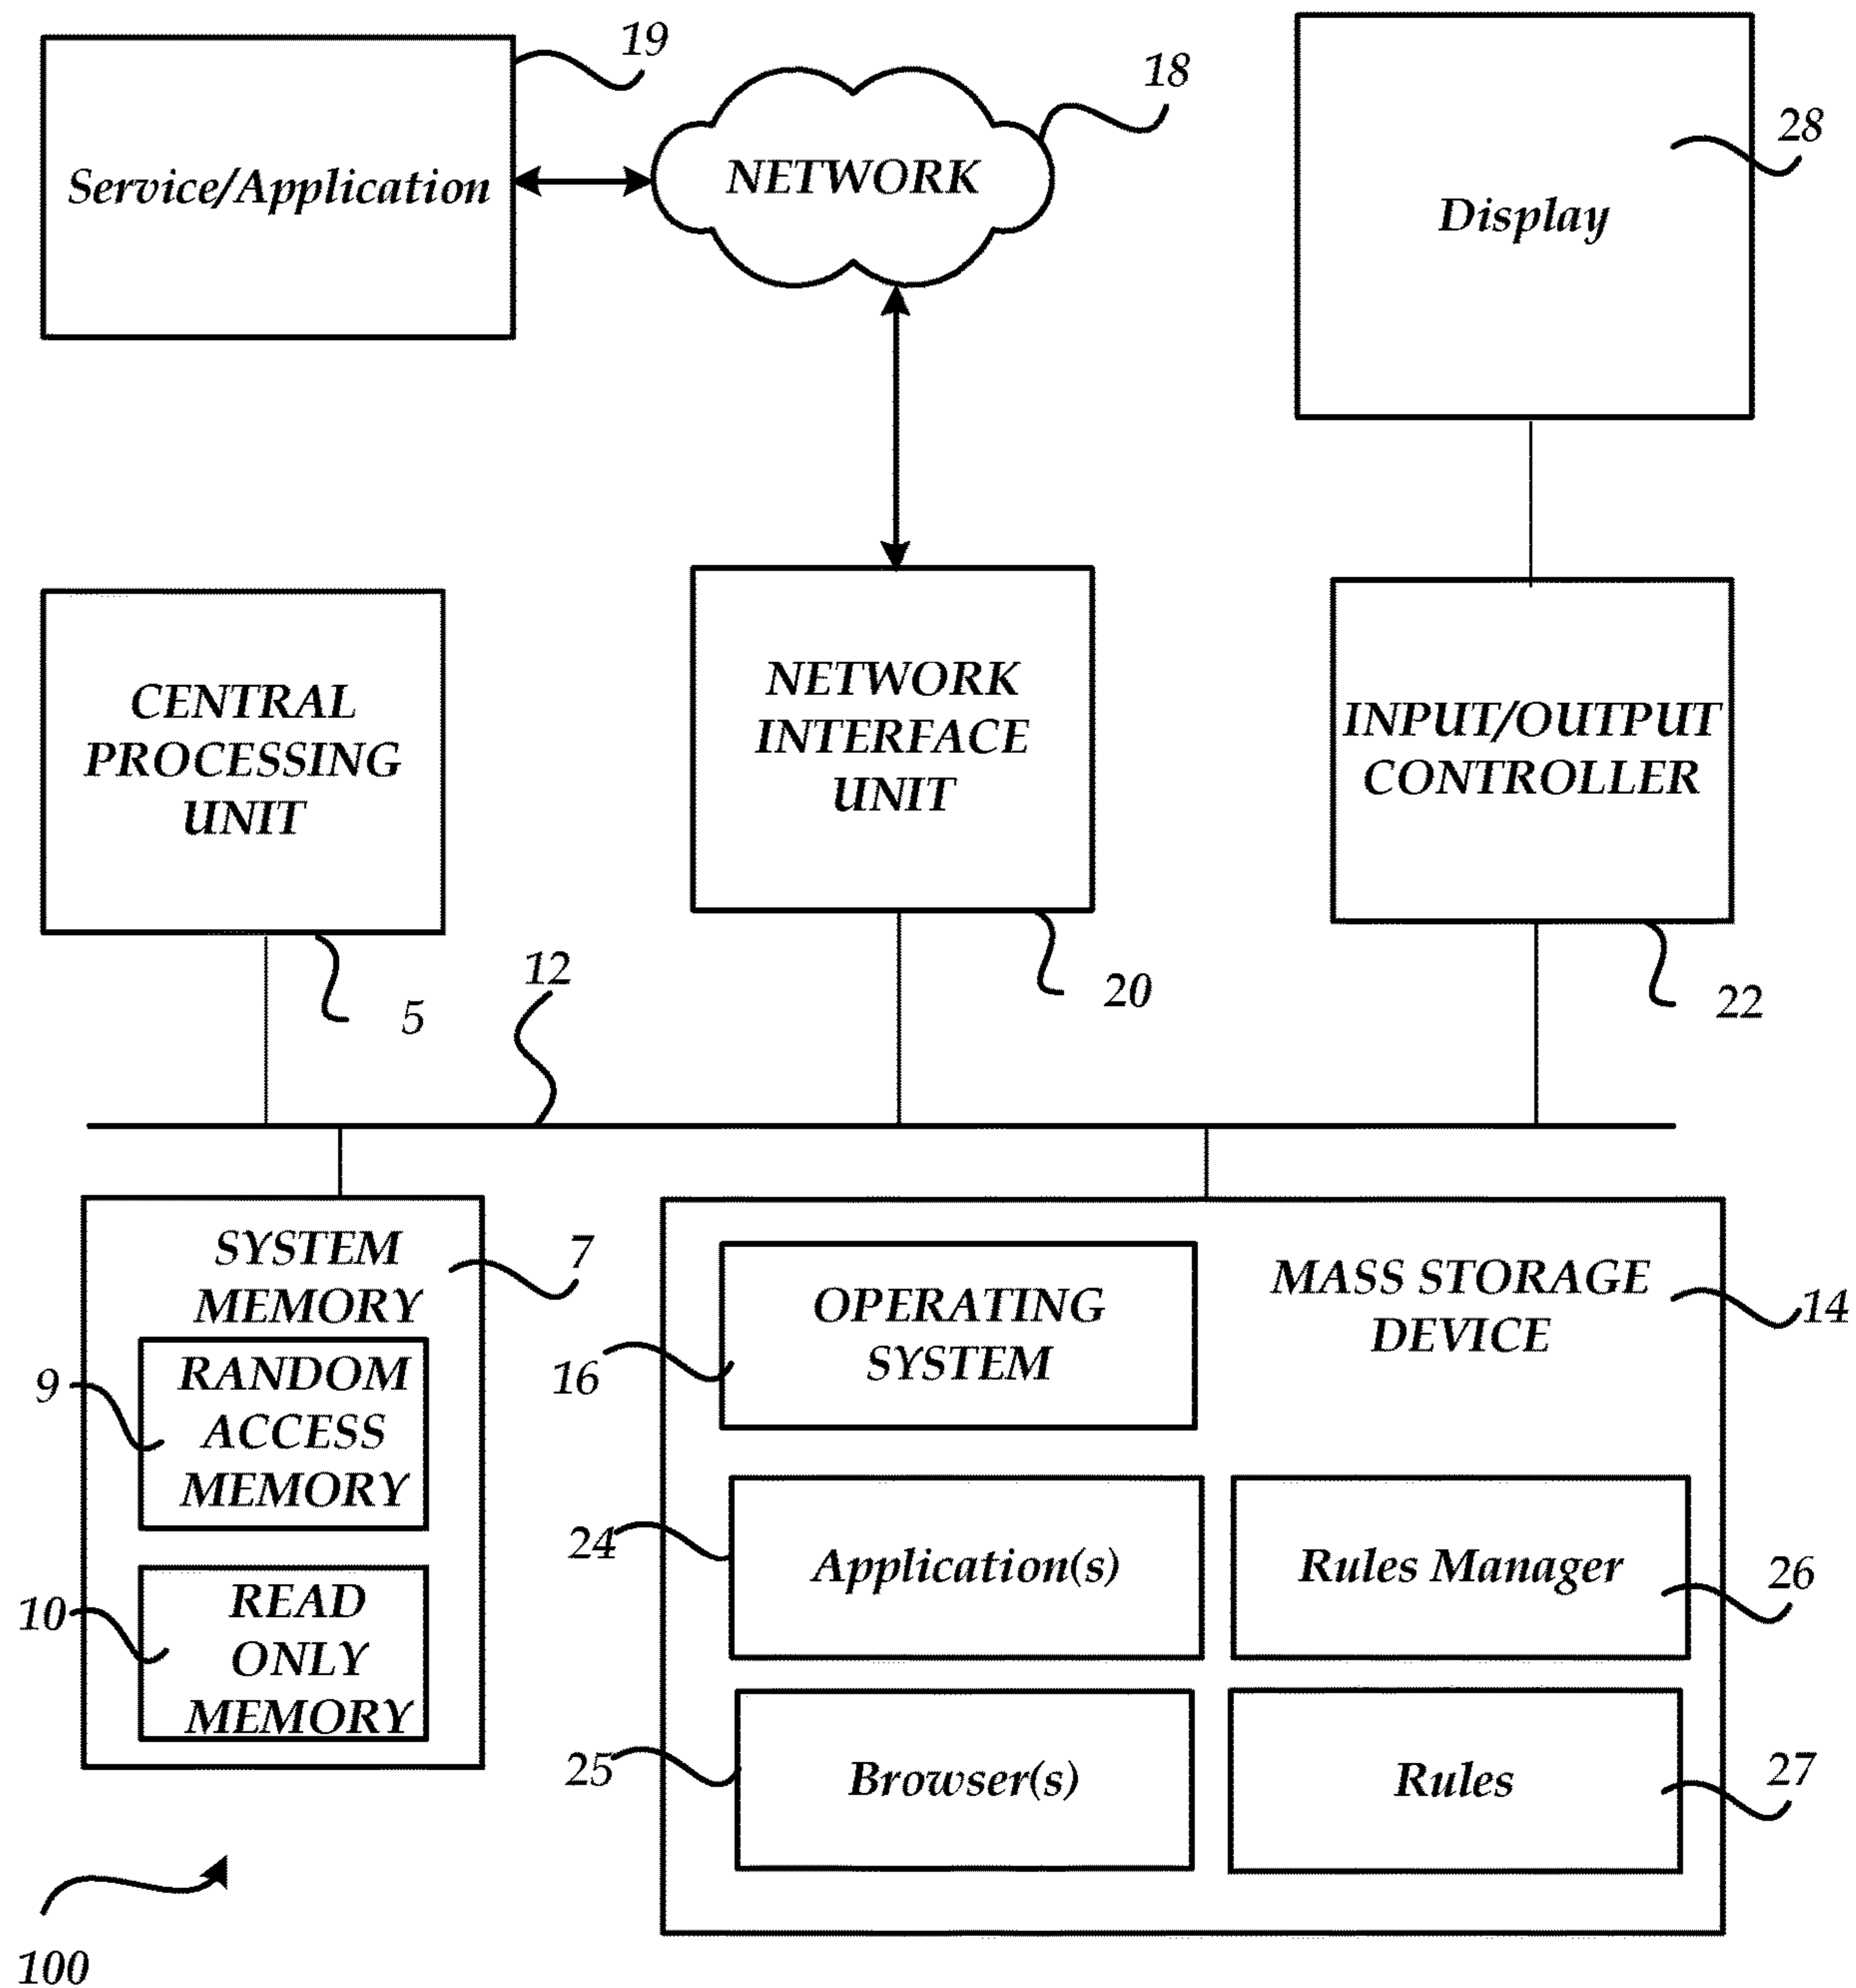 19
18
28
Service/Application
NETWORK
Display
CENTRAL
PROCESSING
UNIT
NETWORK
INTERFACE
UNIT
INPUT/OUTPUT
CONTROLLER
12
5
20
22
SYSTEM
MEMORY
7
RANDOM
ACCESS
MEMORY
9
READ
ONLY
MEMORY
10
MASS STORAGE
DEVICE
14
OPERATING
SYSTEM
16
24
Application(s)
Rules Manager
26
25
Browser(s)
Rules
27
100